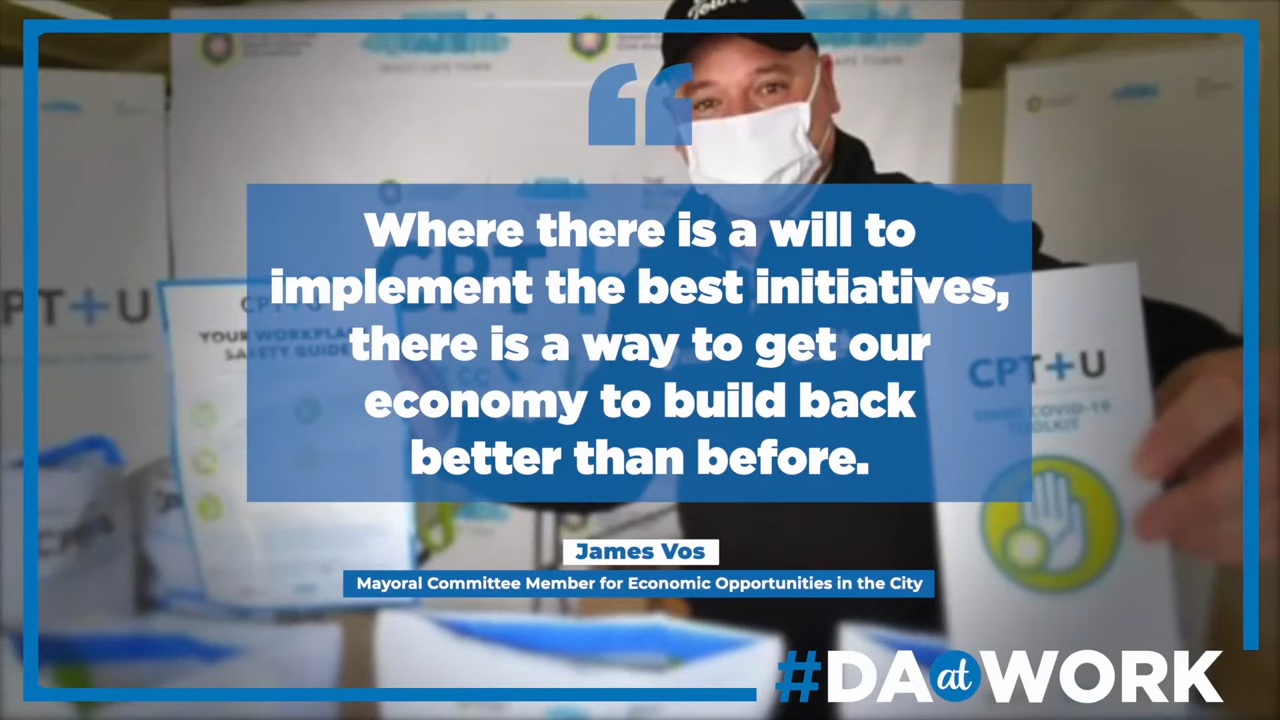 Where there is a will to
implement the best initiatives,
there is a way to get our
economy to build back
better than before.
James Vos
Mayoral Committee Member for Economic Opportunities in the City
#DA at WORK
CPT+U
YOUR WORKPLA
SAFETY GUIDE
PT+U
CPT+U
COVID-19
TOOLKIT